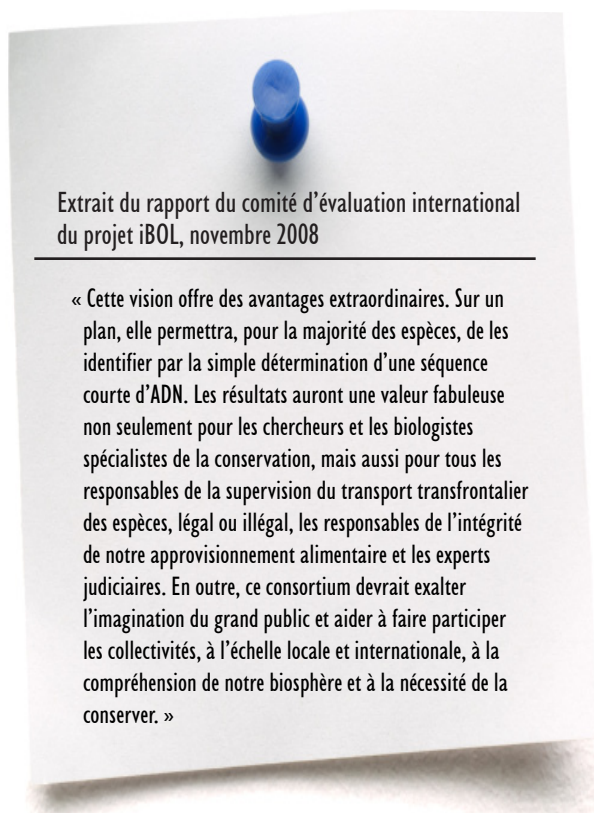 Extrait du rapport du comité d’évaluation international
du projet iBOL, novembre 2008
« Cette vision offre des avantages extraordinaires. Sur un
plan, elle permettra, pour la majorité des espèces, de les
identifier par la simple détermination d’une séquence
courte d’ADN. Les résultats auront une valeur fabuleuse
non seulement pour les chercheurs et les biologistes
spécialistes de la conservation, mais aussi pour tous les
responsables de la supervision du transport transfrontalier
des espèces, légal ou illégal, les responsables de l’intégrité
de notre approvisionnement alimentaire et les experts
judiciaires. En outre, ce consortium devrait exalter
l’imagination du grand public et aider à faire participer
les collectivités, à l’échelle locale et internationale, à la
compréhension de notre biosphère et à la nécessité de la
conserver. »